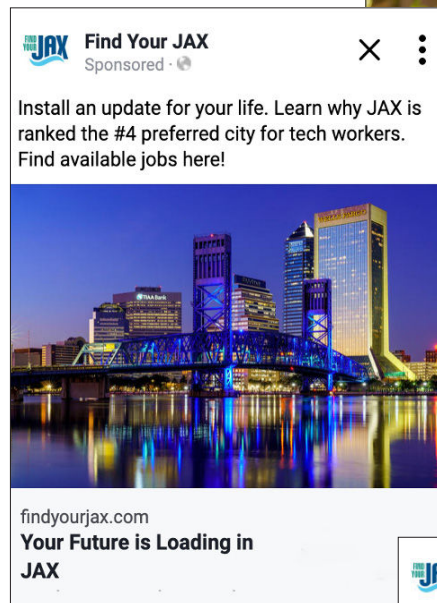 FIND YOUR JAX Find Your JAX
Sponsored ·
Install an update for your life. Learn why JAX is
ranked the #4 preferred city for tech workers.
Find available jobs here!
TIAA Bank
WELLS FARGO
findyourjax.com
Your Future is Loading in
JAX